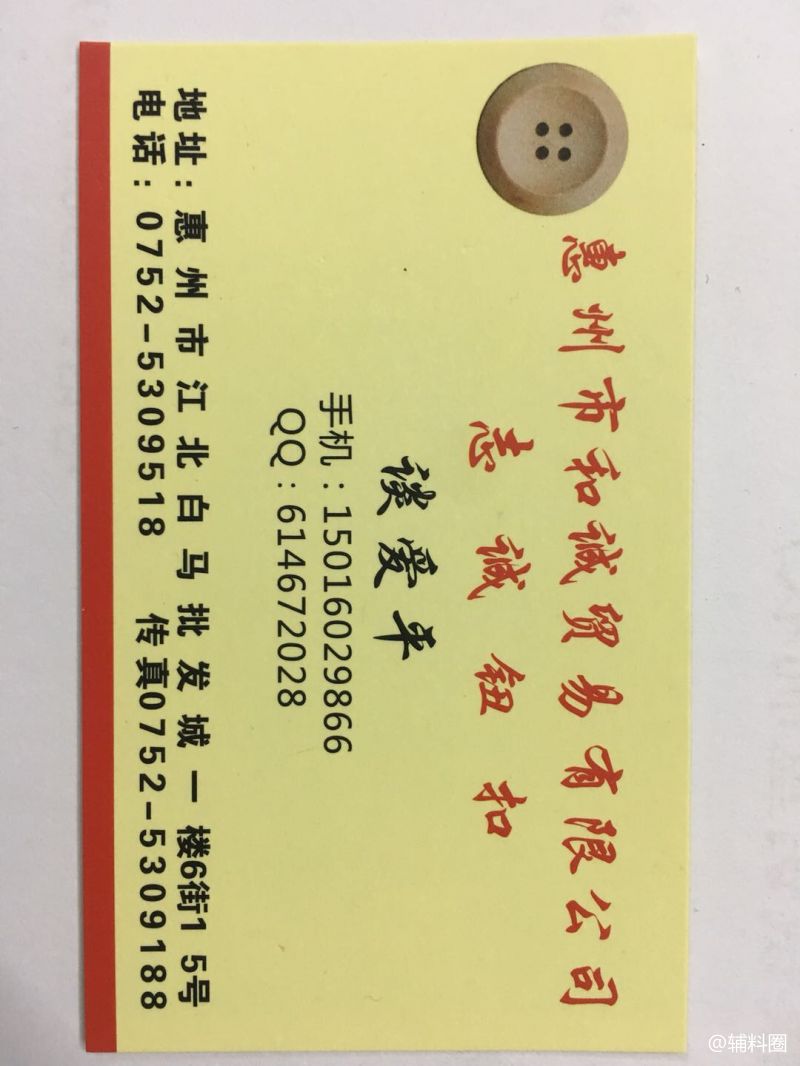 惠州市和诚贸易有限公司
志诚钮扣
谈爱平
手机：15016029866
QQ：614672028
地址：惠州市江北白马批发城一楼6街15号
电话：0752-5309518 传真0752-5309188
@辅料圈